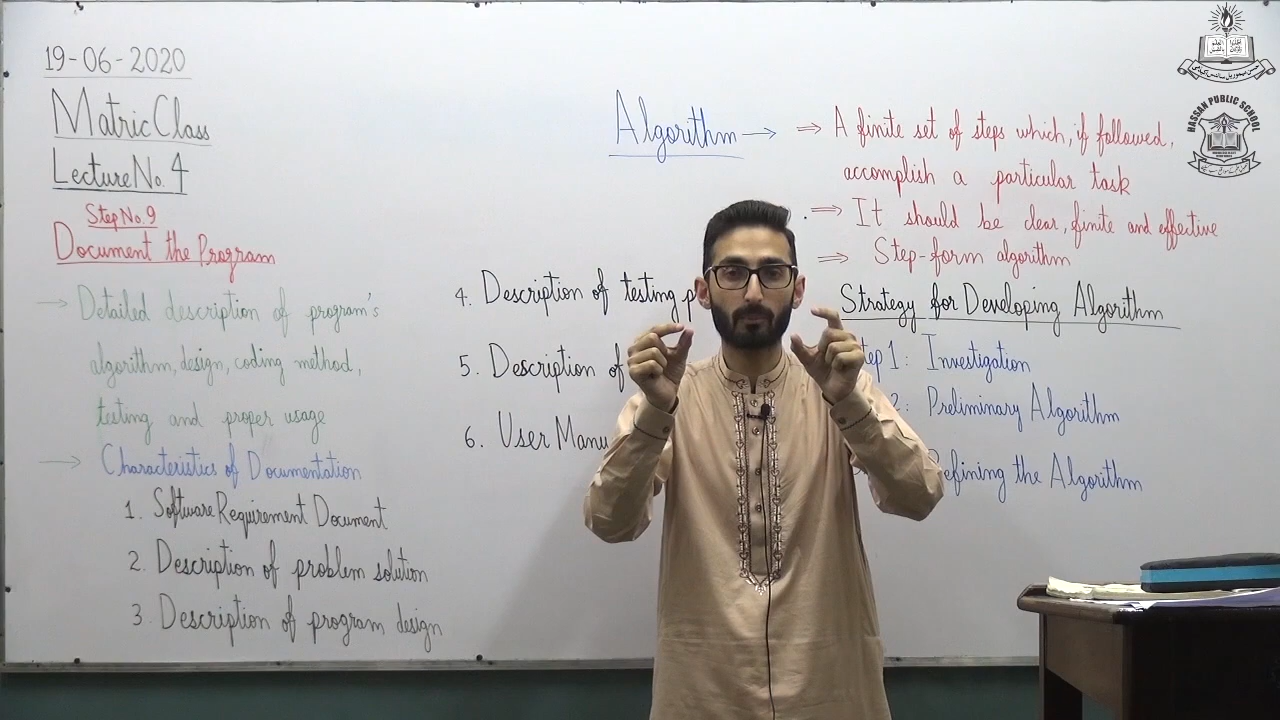 19-06-2020
Matric Class
Lecture No. 4
Step No. 9
Document the Program
→ Detailed description of program's
algorithm, design, coding method,
testing and proper usage
→ Characteristics of Documentation
1. Software Requirement Document
2. Description of problem solution
3. Description of program design
4. Description of testing p
5. Description of
6. User Manu
Algorithm → ⇒ A finite set of steps which, if followed,
accomplish a particular task
⇒ It should be clear, finite and effective
⇒ Step-form algorithm
Strategy for Developing Algorithm
tep 1: Investigation
2: Preliminary Algorithm
efining the Algorithm
HASSAN PUBLIC SCHOOL